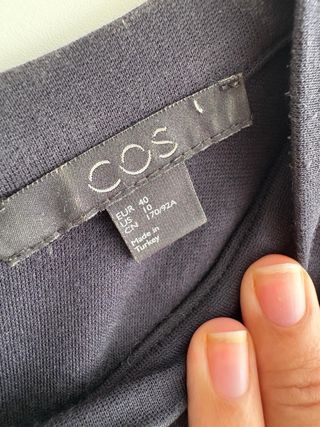 COS
EUR 40
US 10
CN 170/92A
Made in
Turkey